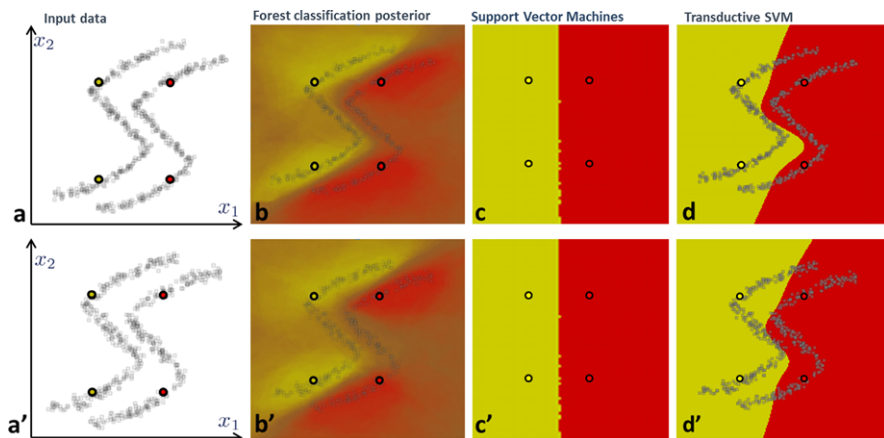 Input data
Forest classification posterior
Support Vector Machines
Transductive SVM
x2
a
x1
b
c
d
x2
a'
x1
b'
c'
d'